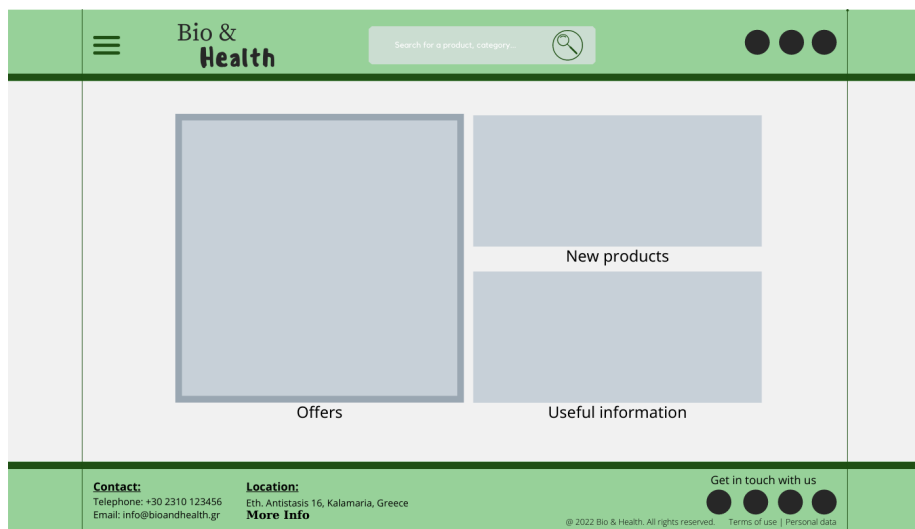 Bio &
Health
Search for a product, category...
New products
Offers
Useful information
Contact:
Telephone: +30 2310 123456
Email: info@bioandhealth.gr
Location:
Eth. Antistasis 16, Kalamaria, Greece
More Info
Get in touch with us
@ 2022 Bio & Health. All rights reserved.
Terms of use | Personal data